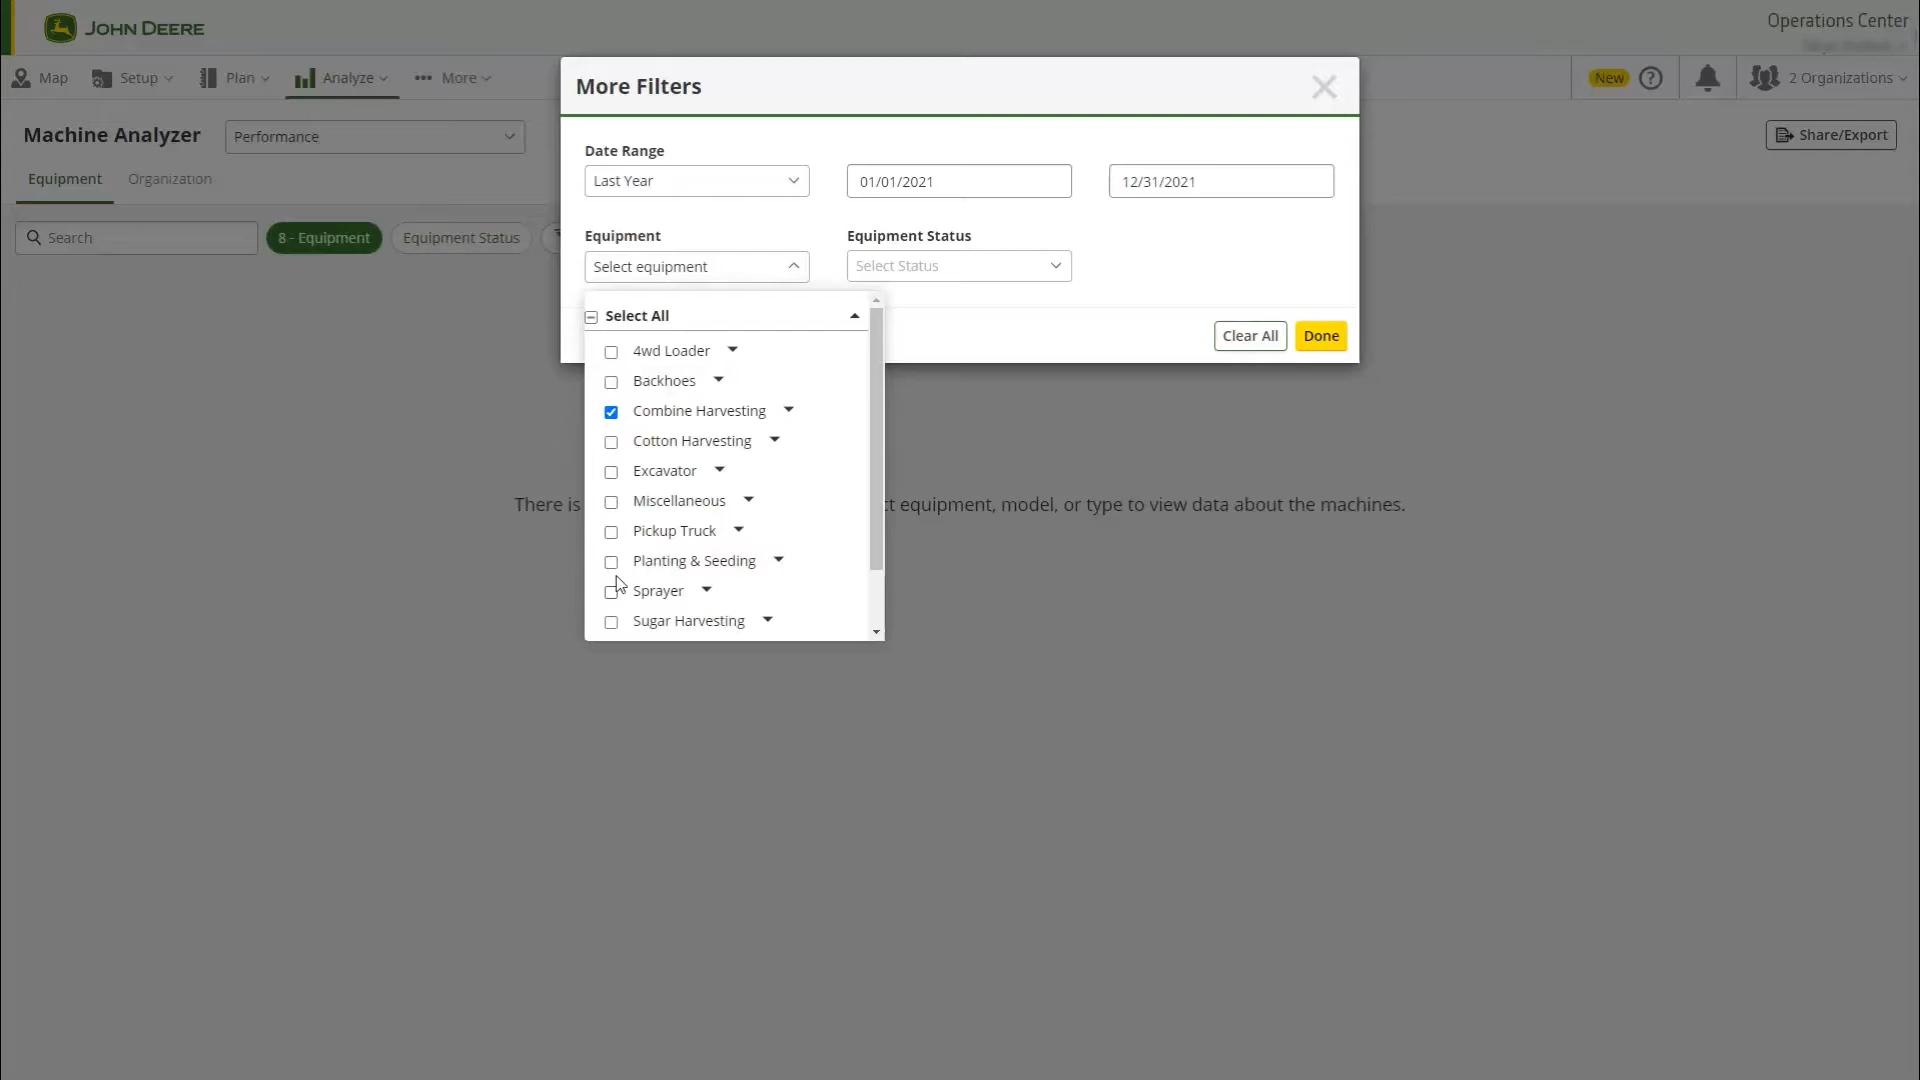 JOHN DEERE
Operations Center
Map
Setup
Plan
Analyze
More
New
?
2 Organizations
Machine Analyzer
Performance
Share/Export
Equipment
Organization
Search
8 - Equipment
Equipment Status
More Filters
Date Range
Last Year
01/01/2021
12/31/2021
Equipment
Equipment Status
Select equipment
Select Status
Clear All
Done
Select All
4wd Loader
Backhoes
Combine Harvesting
Cotton Harvesting
Excavator
Miscellaneous
Pickup Truck
Planting & Seeding
Sprayer
Sugar Harvesting
There is
equipment, model, or type to view data about the machines.